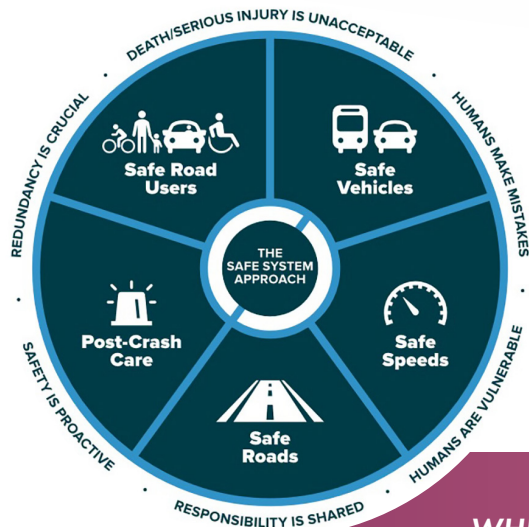 DEATH/SERIOUS INJURY IS UNACCEPTABLE
HUMANS MAKE MISTAKES
HUMANS ARE VULNERABLE
RESPONSIBILITY IS SHARED
SAFETY IS PROACTIVE
REDUNDANCY IS CRUCIAL
Safe Road
Users
Safe
Vehicles
THE
SAFE SYSTEM
APPROACH
Post-Crash
Care
Safe
Speeds
Safe
Roads